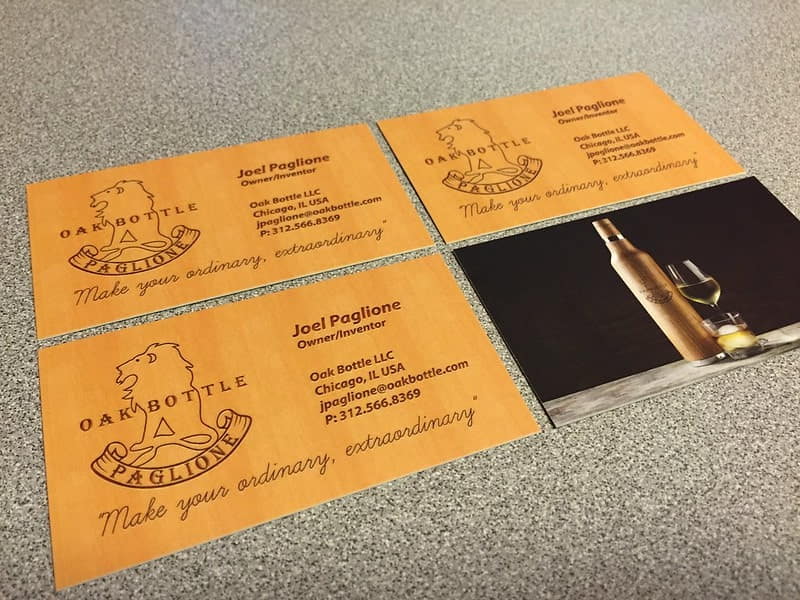 OAK BOTTLE
PAGLIONE
Joel Paglione
Owner/Inventor
Oak Bottle LLC
Chicago, IL USA
jpaglione@oakbottle.com
P: 312.566.8369
"Make your ordinary, extraordinary"
OAK BOTTLE
PAGLIONE
Joel Paglione
Owner/Inventor
Oak Bottle LLC
Chicago, IL USA
jpaglione@oakbottle.com
P: 312.566.8369
"Make your ordinary, extraordinary"
OAK BOTTLE
PAGLIONE
Joel Paglione
Owner/Inventor
Oak Bottle LLC
Chicago, IL USA
jpaglione@oakbottle.com
P: 312.566.8369
"Make your ordinary, extraordinary"